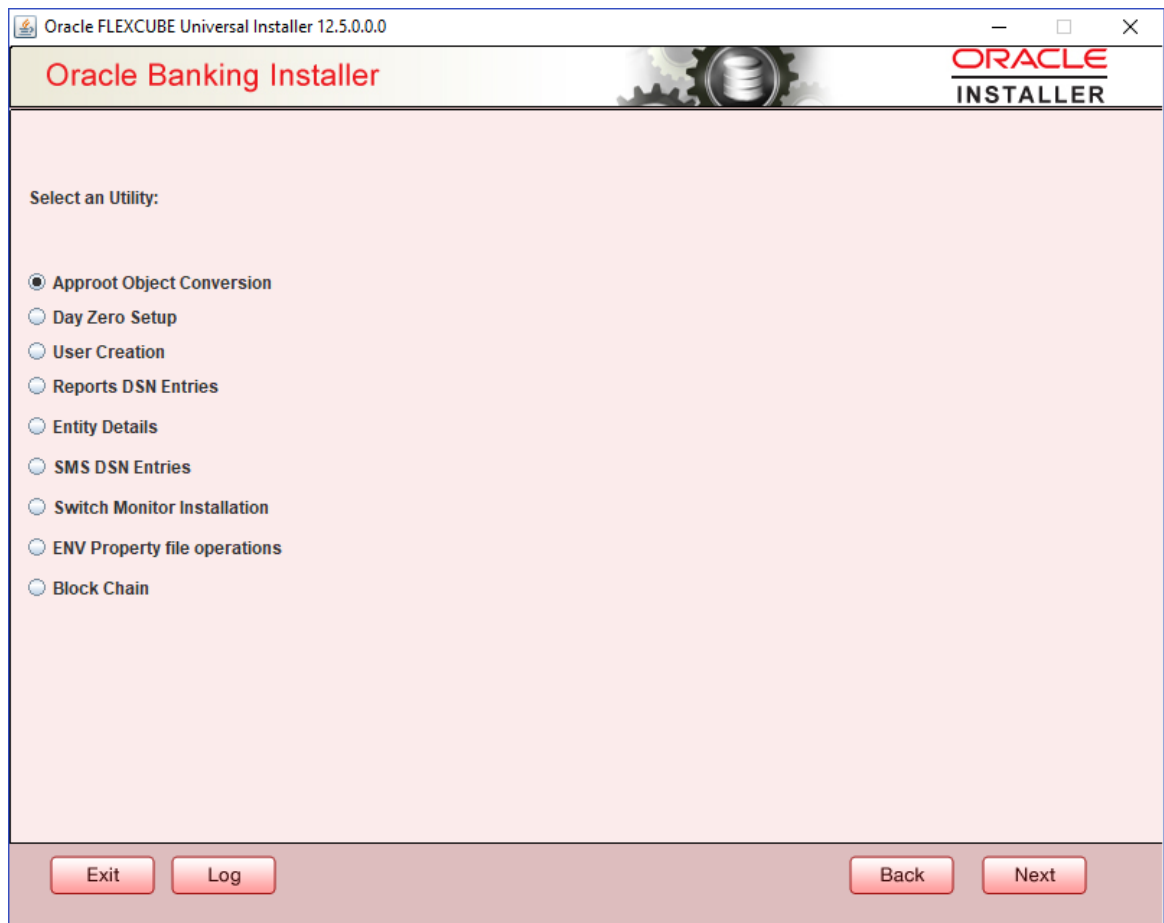 Oracle FLEXCUBE Universal Installer 12.5.0.0.0
Oracle Banking Installer
ORACLE
INSTALLER
Select an Utility:
Approot Object Conversion
Day Zero Setup
User Creation
Reports DSN Entries
Entity Details
SMS DSN Entries
Switch Monitor Installation
ENV Property file operations
Block Chain
Exit Log Back Next